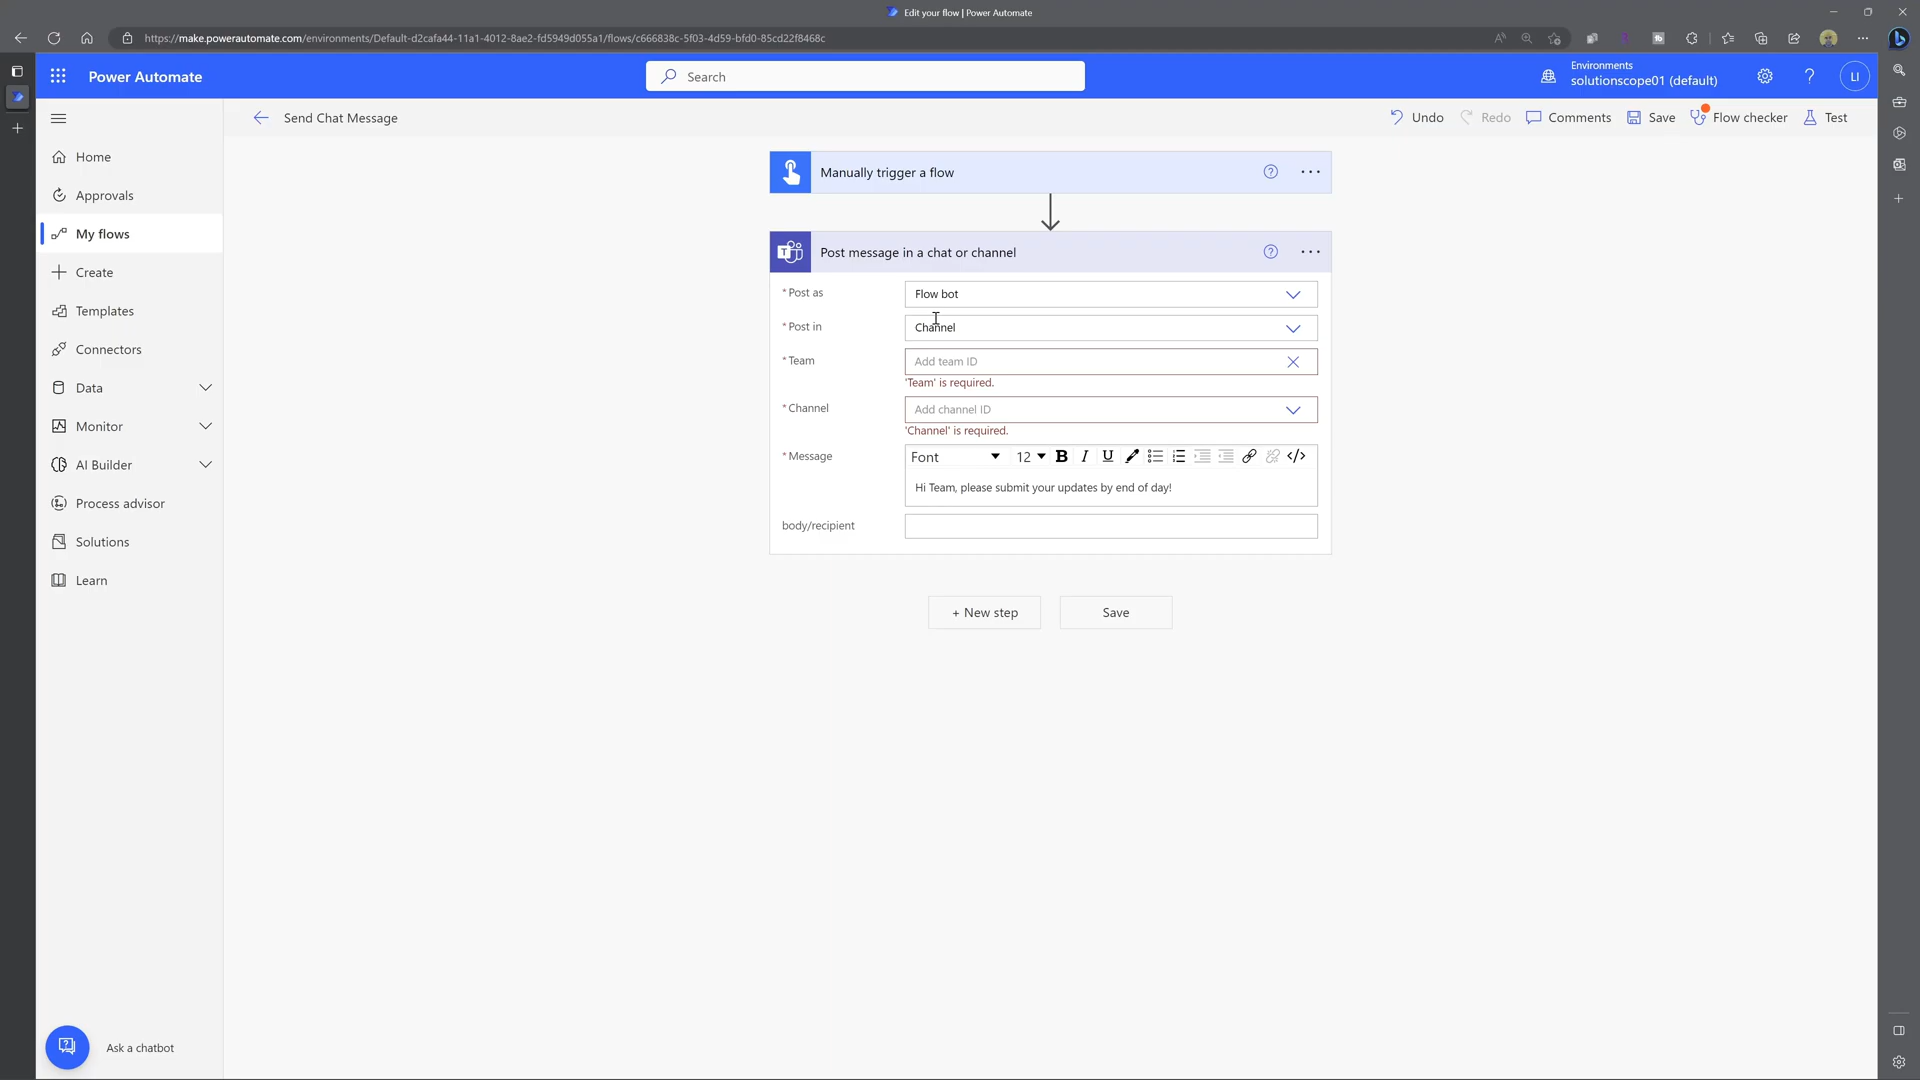 Edit your flow | Power Automate
https://make.powerautomate.com/environments/Default-d2cafa44-11a1-4012-8ae2-fd5949d055a1/flows/c666838c-5f03-4d59-bfd0-85cd22f8468c
Power Automate
Search
Environments
solutionscope01 (default)
LI
Send Chat Message
Undo
Redo
Comments
Save
Flow checker
Test
Home
Approvals
My flows
Create
Templates
Connectors
Data
Monitor
AI Builder
Process advisor
Solutions
Learn
Ask a chatbot
Manually trigger a flow
Post message in a chat or channel
* Post as
Flow bot
* Post in
Channel
* Team
Add team ID
'Team' is required.
* Channel
Add channel ID
'Channel' is required.
* Message
Font 12 B I U </>
Hi Team, please submit your updates by end of day!
body/recipient
+ New step
Save